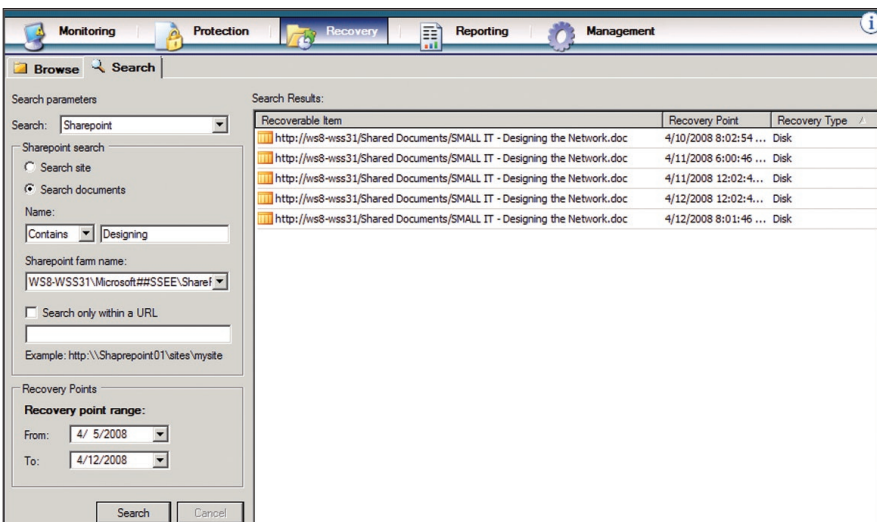 Monitoring Protection Recovery Reporting Management
Browse Search
Search parameters
Search: Sharepoint
Sharepoint search
Search site
Search documents
Name:
Contains Designing
Sharepoint farm name:
WS8-WSS31\Microsoft##SSEE\ShareF
Search only within a URL
Example: http:\\Shaprepoint01\sites\mysite
Recovery Points
Recovery point range:
From: 4/ 5/2008
To: 4/12/2008
Search Cancel
Search Results:
Recoverable Item Recovery Point Recovery Type
http://ws8-wss31/Shared Documents/SMALL IT - Designing the Network.doc 4/10/2008 8:02:54 ... Disk
http://ws8-wss31/Shared Documents/SMALL IT - Designing the Network.doc 4/11/2008 6:00:46 ... Disk
http://ws8-wss31/Shared Documents/SMALL IT - Designing the Network.doc 4/11/2008 12:02:4... Disk
http://ws8-wss31/Shared Documents/SMALL IT - Designing the Network.doc 4/12/2008 12:02:4... Disk
http://ws8-wss31/Shared Documents/SMALL IT - Designing the Network.doc 4/12/2008 8:01:46 ... Disk